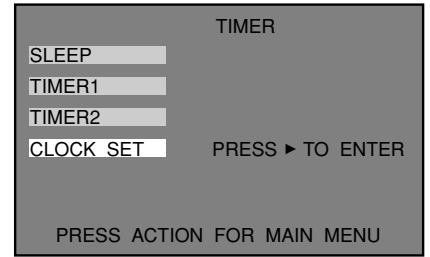 TIMER
SLEEP
TIMER1
TIMER2
CLOCK SET PRESS ► TO ENTER
PRESS ACTION FOR MAIN MENU